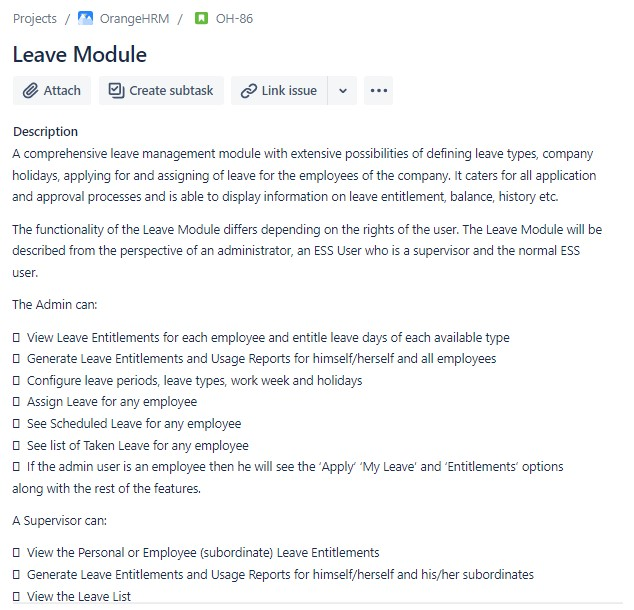 Projects / OrangeHRM / OH-86
Leave Module
Attach Create subtask Link issue
Description
A comprehensive leave management module with extensive possibilities of defining leave types, company
holidays, applying for and assigning of leave for the employees of the company. It caters for all application
and approval processes and is able to display information on leave entitlement, balance, history etc.
The functionality of the Leave Module differs depending on the rights of the user. The Leave Module will be
described from the perspective of an administrator, an ESS User who is a supervisor and the normal ESS
user.
The Admin can:
▯ View Leave Entitlements for each employee and entitle leave days of each available type
▯ Generate Leave Entitlements and Usage Reports for himself/herself and all employees
▯ Configure leave periods, leave types, work week and holidays
▯ Assign Leave for any employee
▯ See Scheduled Leave for any employee
▯ See list of Taken Leave for any employee
▯ If the admin user is an employee then he will see the ‘Apply’ ‘My Leave’ and ‘Entitlements’ options
along with the rest of the features.
A Supervisor can:
▯ View the Personal or Employee (subordinate) Leave Entitlements
▯ Generate Leave Entitlements and Usage Reports for himself/herself and his/her subordinates
▯ View the Leave List